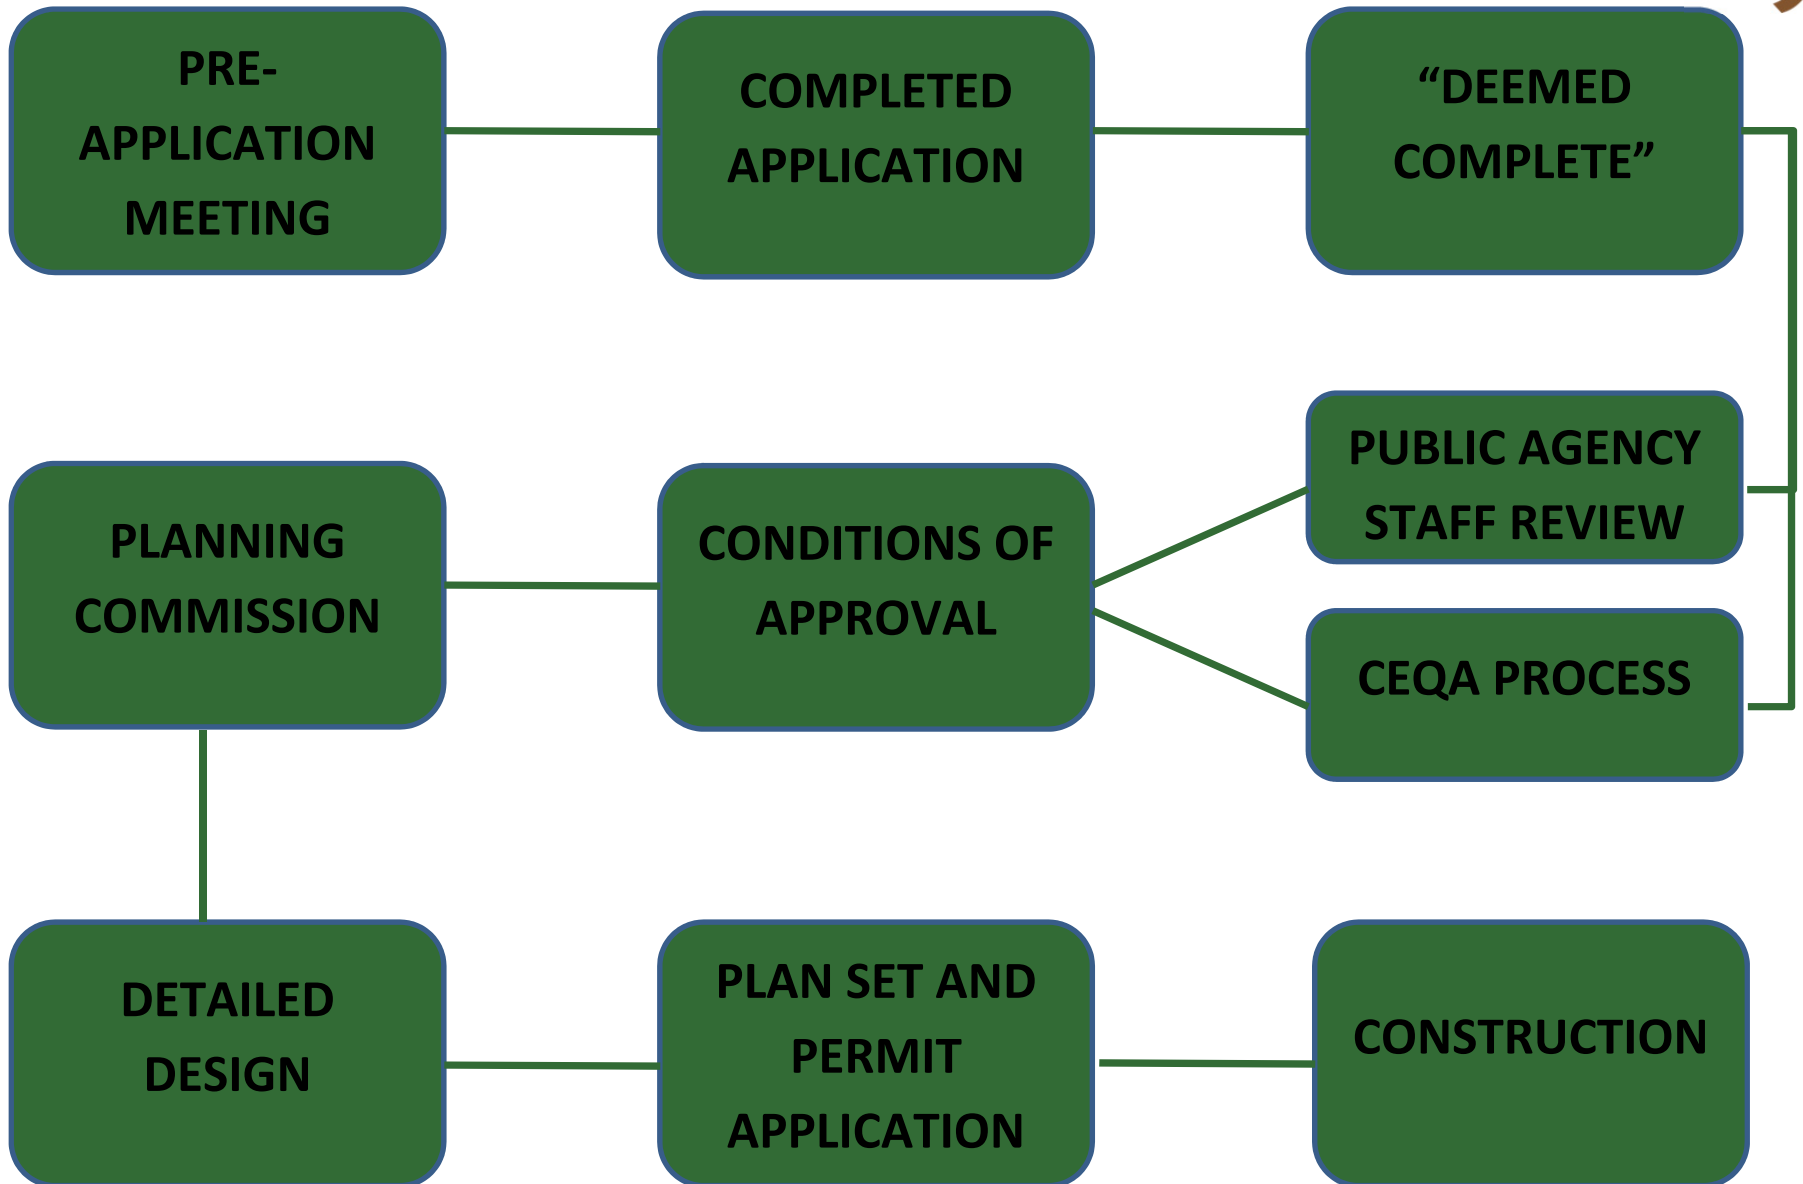 PRE-
APPLICATION
MEETING
COMPLETED
APPLICATION
“DEEMED
COMPLETE”
PUBLIC AGENCY
STAFF REVIEW
CEQA PROCESS
CONDITIONS OF
APPROVAL
PLANNING
COMMISSION
DETAILED
DESIGN
PLAN SET AND
PERMIT
APPLICATION
CONSTRUCTION